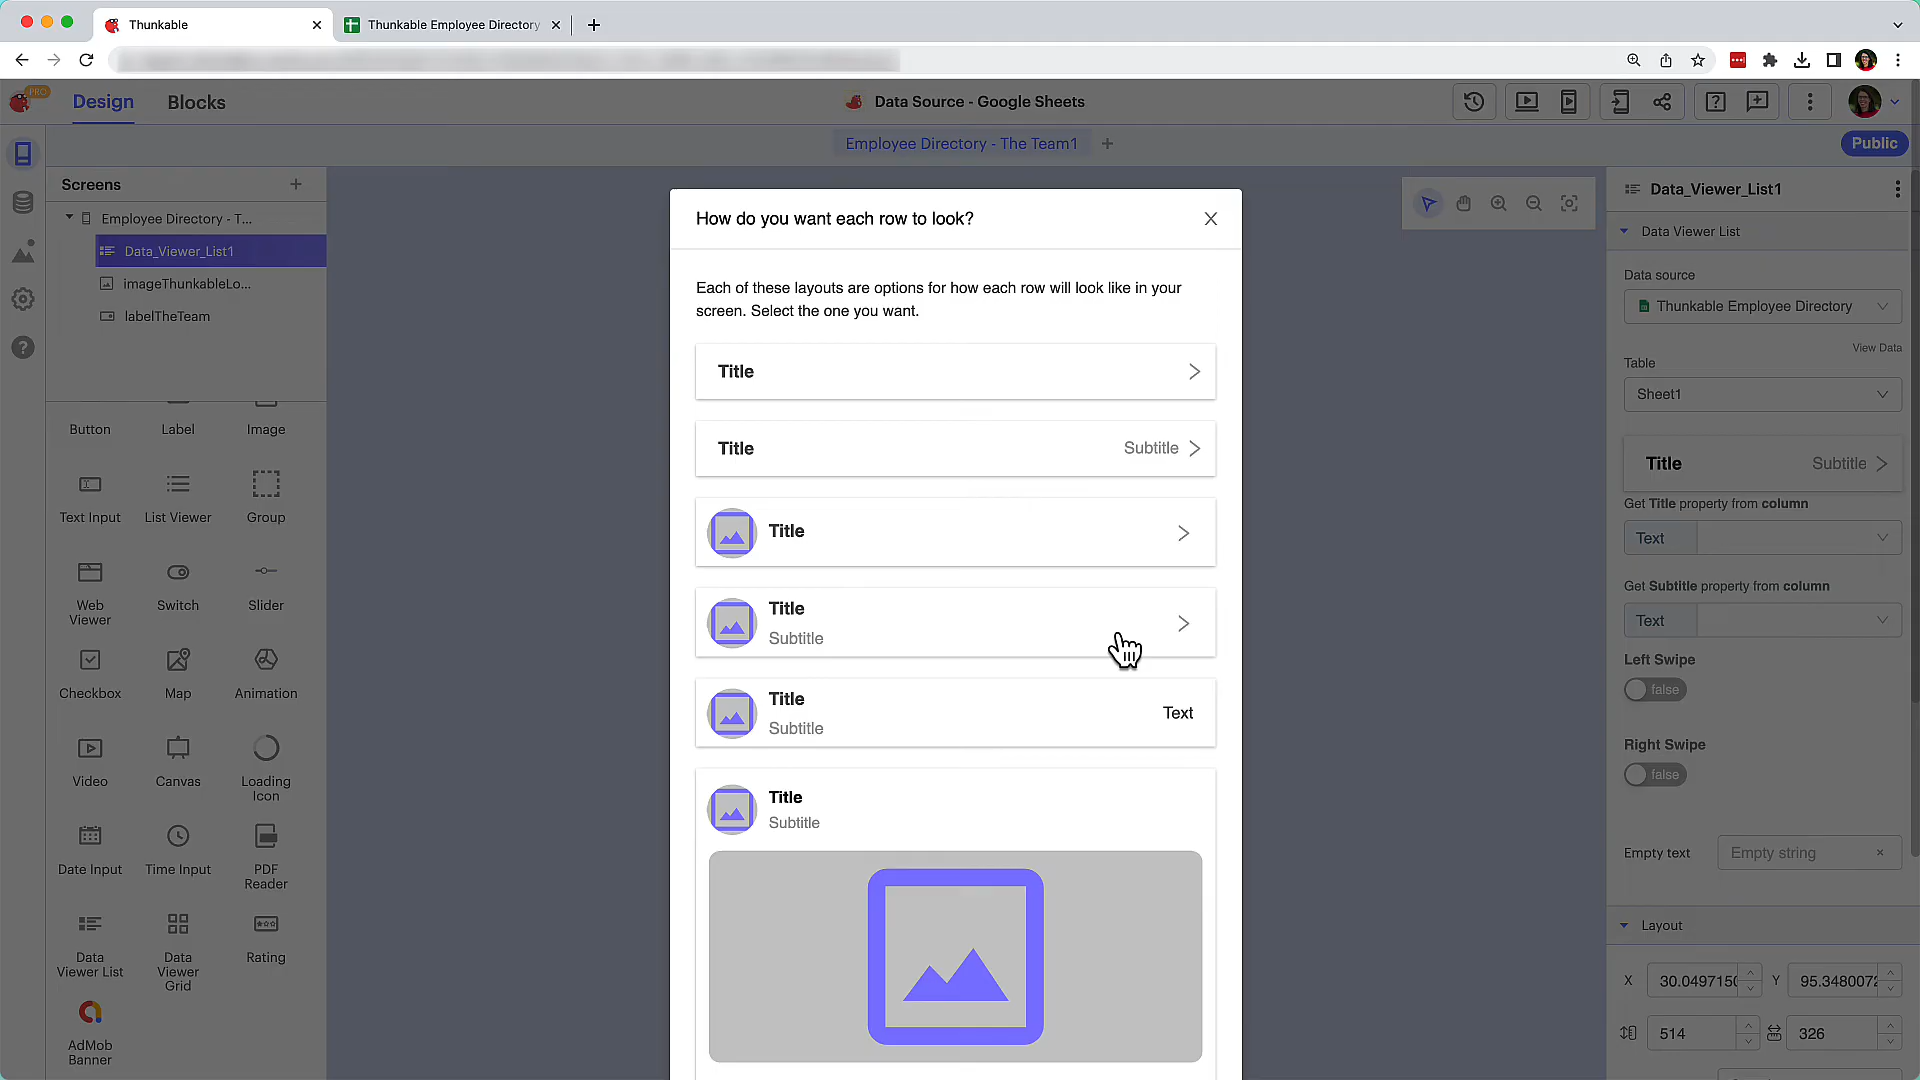 Thunkable
Thunkable Employee Directory
PRO
Design
Blocks
Data Source - Google Sheets
Employee Directory - The Team1
Public
Screens
Employee Directory - T...
Data_Viewer_List1
imageThunkableLo...
labelTheTeam
Button
Label
Image
Text Input
List Viewer
Group
Web
Viewer
Switch
Slider
Checkbox
Map
Animation
Video
Canvas
Loading
Icon
Date Input
Time Input
PDF
Reader
Data
Viewer List
Data
Viewer
Grid
Rating
AdMob
Banner
How do you want each row to look?
Each of these layouts are options for how each row will look like in your
screen. Select the one you want.
Title
Title
Subtitle
Title
Title
Subtitle
Title
Subtitle
Text
Title
Subtitle
Data_Viewer_List1
Data Viewer List
Data source
Thunkable Employee Directory
View Data
Table
Sheet1
Title
Subtitle
Get Title property from column
Text
Get Subtitle property from column
Text
Left Swipe
false
Right Swipe
false
Empty text
Empty string
Layout
X
30.0497150
Y
95.3480072
514
326